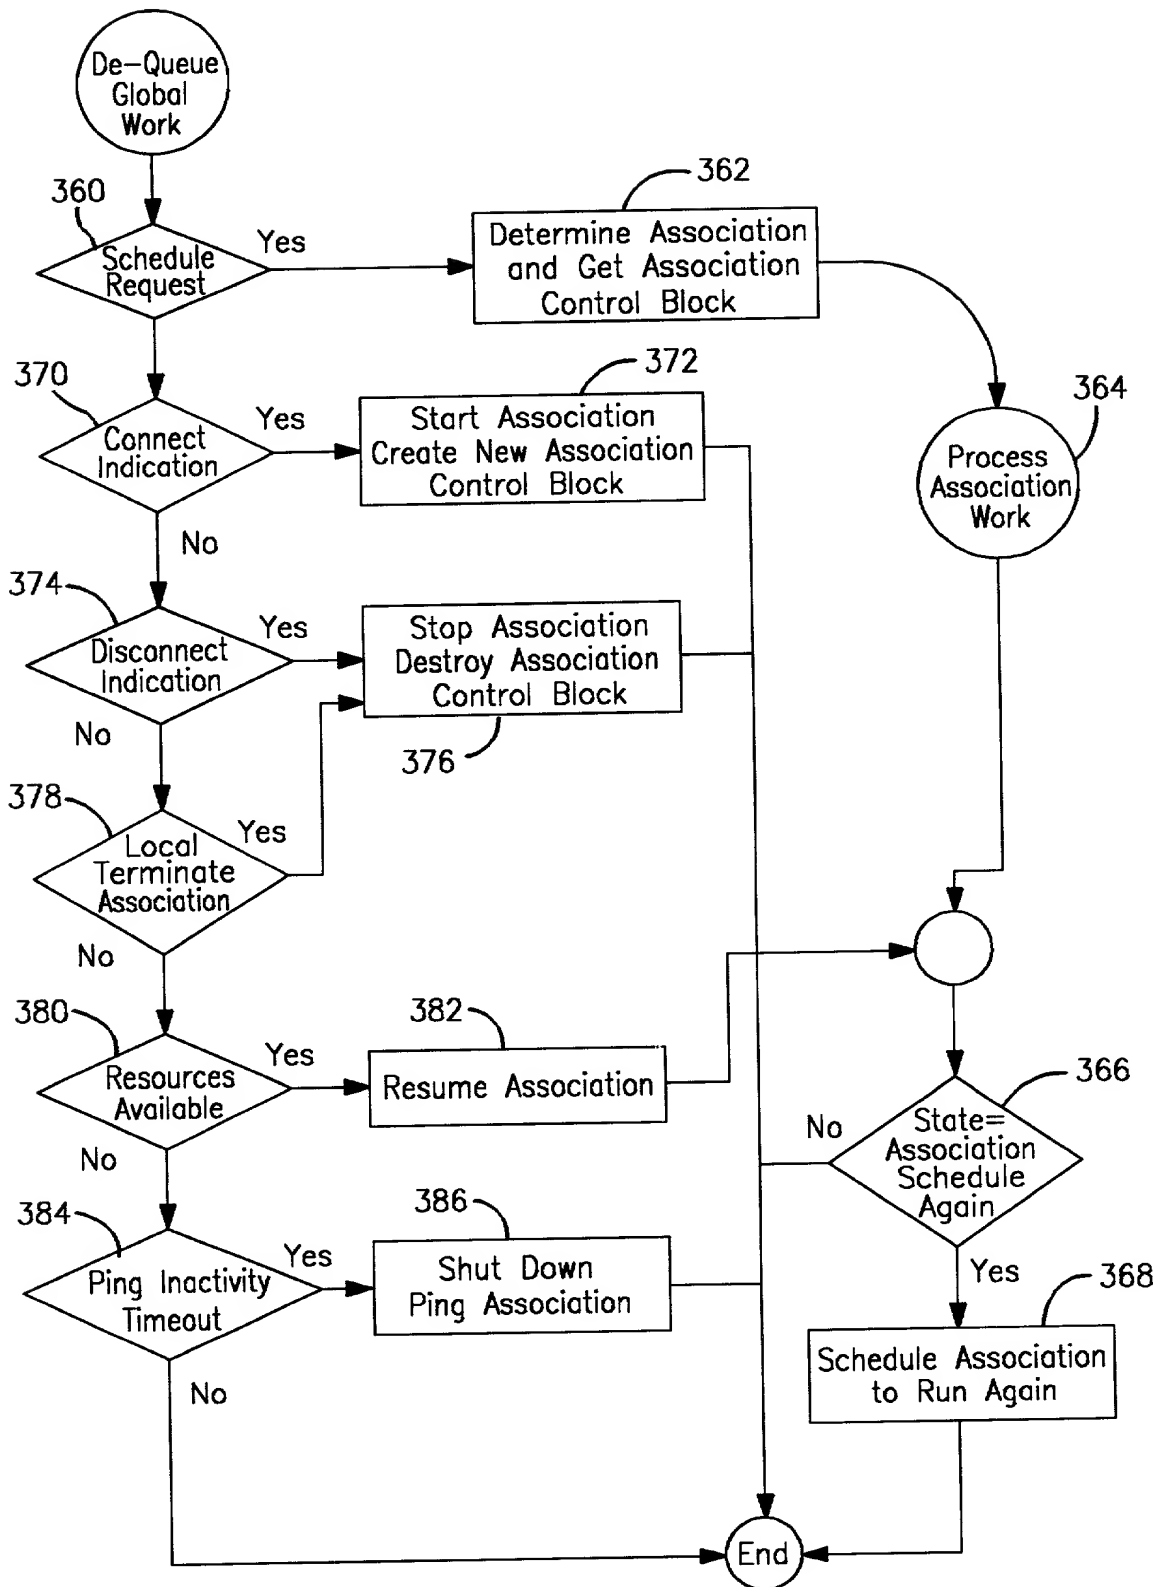 De-Queue
Global
Work
360
Schedule
Request
Yes
362
Determine Association
and Get Association
Control Block
370
Connect
Indication
Yes
372
Start Association
Create New Association
Control Block
364
Process
Association
Work
No
374
Disconnect
Indication
Yes
Stop Association
Destroy Association
Control Block
376
No
378
Local
Terminate
Association
Yes
No
380
Resources
Available
Yes
382
Resume Association
366
State=
Association
Schedule
Again
No
No
384
Ping Inactivity
Timeout
Yes
386
Shut Down
Ping Association
Yes
368
Schedule Association
to Run Again
No
End